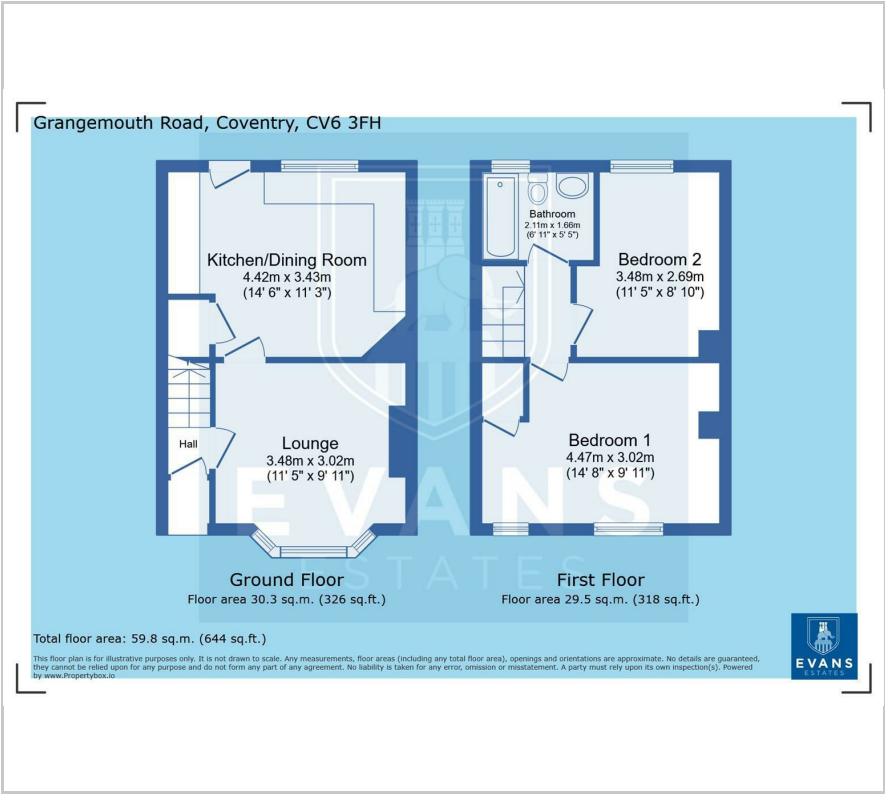 Grangemouth Road, Coventry, CV6 3FH
Kitchen/Dining Room
4.42m x 3.43m
(14' 6" x 11' 3")
Hall
Lounge
3.48m x 3.02m
(11' 5" x 9' 11")
Bathroom
2.11m x 1.66m
(6' 11" x 5' 5")
Bedroom 2
3.48m x 2.69m
(11' 5" x 8' 10")
Bedroom 1
4.47m x 3.02m
(14' 8" x 9' 11")
EVANS
ESTATES
Ground Floor
Floor area 30.3 sq.m. (326 sq.ft.)
First Floor
Floor area 29.5 sq.m. (318 sq.ft.)
Total floor area: 59.8 sq.m. (644 sq.ft.)
This floor plan is for illustrative purposes only. It is not drawn to scale. Any measurements, floor areas (including any total floor area), openings and orientations are approximate. No details are guaranteed,
they cannot be relied upon for any purpose and do not form any part of any agreement. No liability is taken for any error, omission or misstatement. A party must rely upon its own inspection(s). Powered
by www.Propertybox.io
EVANS
ESTATES